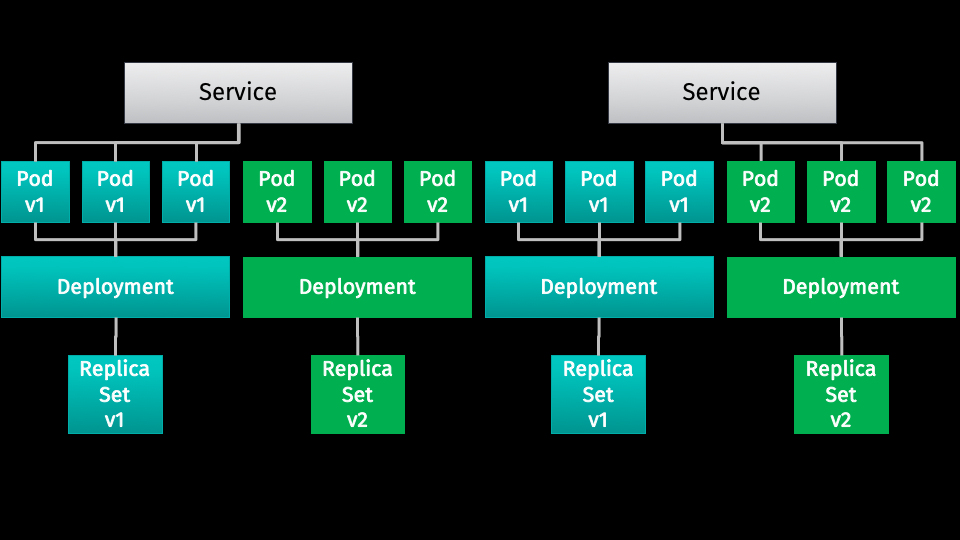 Service
Service
Pod
v1
Pod
v1
Pod
v1
Pod
v2
Pod
v2
Pod
v2
Pod
v1
Pod
v1
Pod
v1
Pod
v2
Pod
v2
Pod
v2
Deployment
Deployment
Deployment
Deployment
Replica
Set
v1
Replica
Set
v2
Replica
Set
v1
Replica
Set
v2